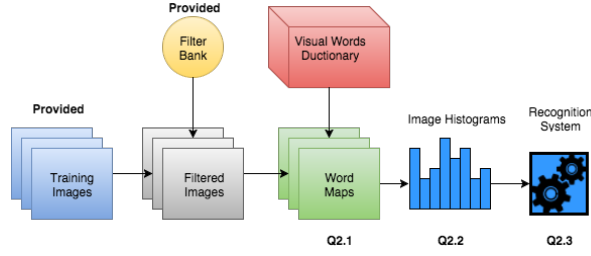 Provided
Filter
Bank
Visual Words
Ductionary
Provided
Training
Images
Filtered
Images
Word
Maps
Image Histograms
Recognition
System
Q2.1
Q2.2
Q2.3